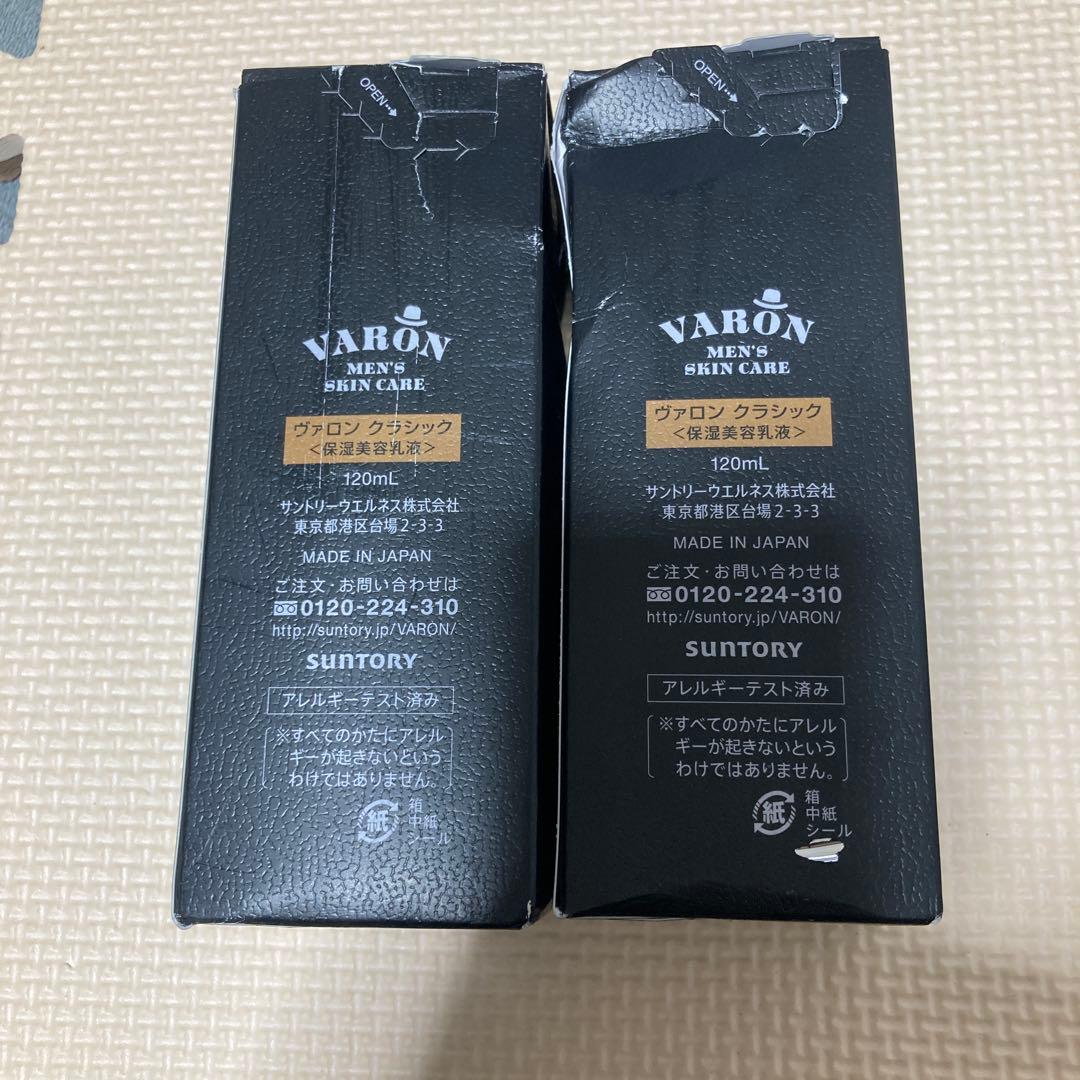 OPEN
VARON
MEN'S
SKIN CARE
ヴァロン クラシック
＜保湿美容乳液＞
120mL
サントリーウエルネス株式会社
東京都港区台場2-3-3
MADE IN JAPAN
ご注文・お問い合わせは
0120-224-310
http://suntory.jp/VARON/
SUNTORY
アレルギーテスト済み
※すべてのかたにアレル
ギーが起きないという
わけではありません。
紙
箱
中紙
シール
OPEN
VARON
MEN'S
SKIN CARE
ヴァロン クラシック
＜保湿美容乳液＞
120mL
サントリーウエルネス株式会社
東京都港区台場2-3-3
MADE IN JAPAN
ご注文・お問い合わせは
0120-224-310
http://suntory.jp/VARON/
SUNTORY
アレルギーテスト済み
※すべてのかたにアレル
ギーが起きないという
わけではありません。
紙
箱
中紙
シール